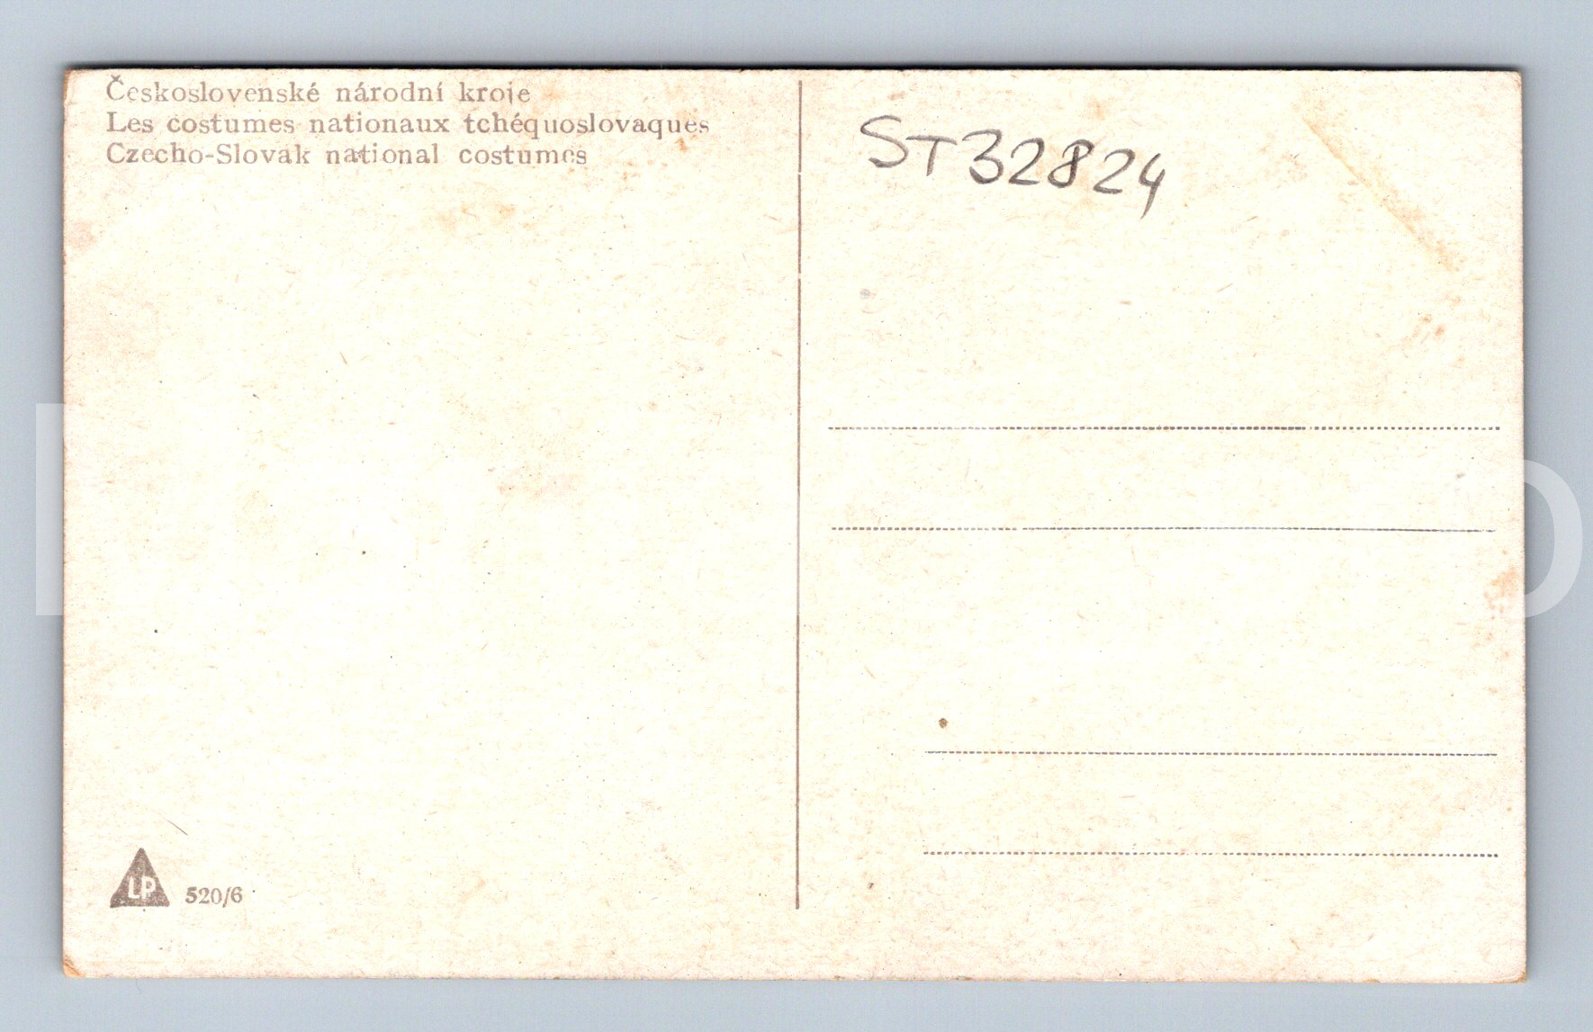 Československé národní kroje
Les costumes nationaux tchéquoslovaques
Czecho-Slovak national costumes
ST32824
LP 520/6